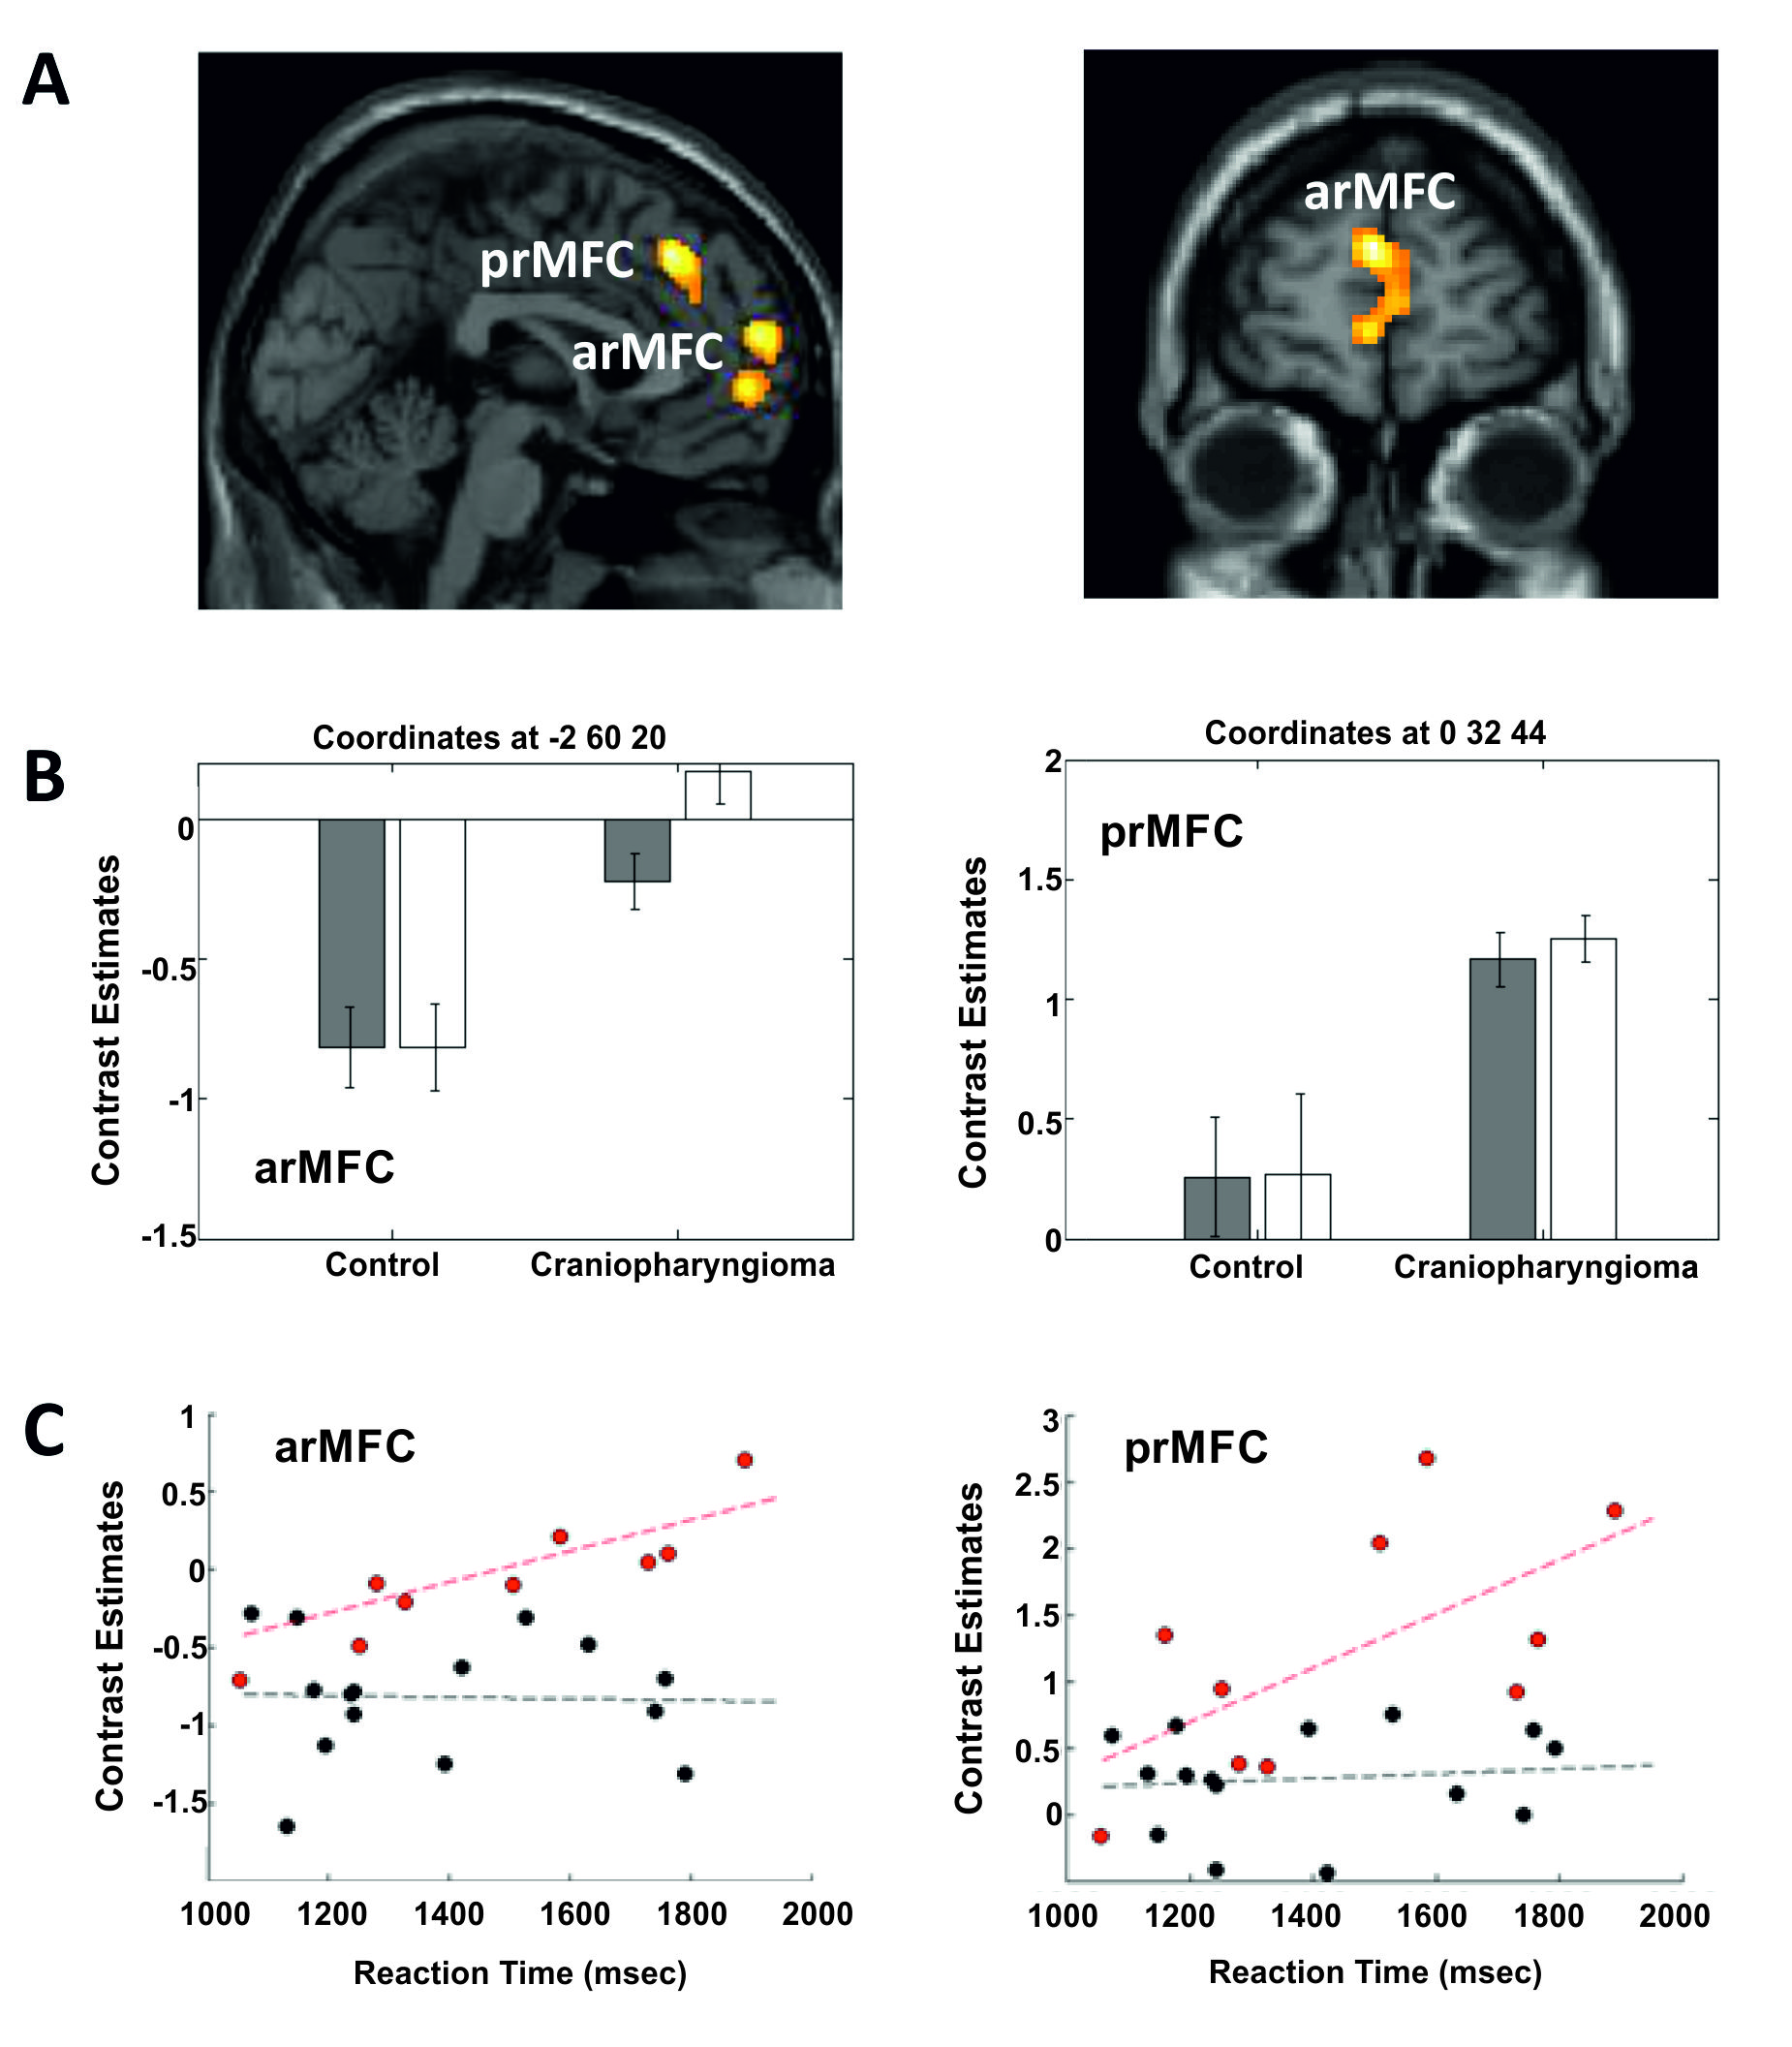 A
prMFC
arMFC
arMFC
B
Coordinates at -2 60 20
0
-0.5
-1
-1.5
Contrast Estimates
arMFC
Control
Craniopharyngioma
Coordinates at 0 32 44
2
1.5
1
0.5
0
Contrast Estimates
prMFC
Control
Craniopharyngioma
C
arMFC
1
0.5
0
-0.5
-1
-1.5
Contrast Estimates
1000 1200 1400 1600 1800 2000
Reaction Time (msec)
prMFC
3
2.5
2
1.5
1
0.5
0
Contrast Estimates
1000 1200 1400 1600 1800 2000
Reaction Time (msec)